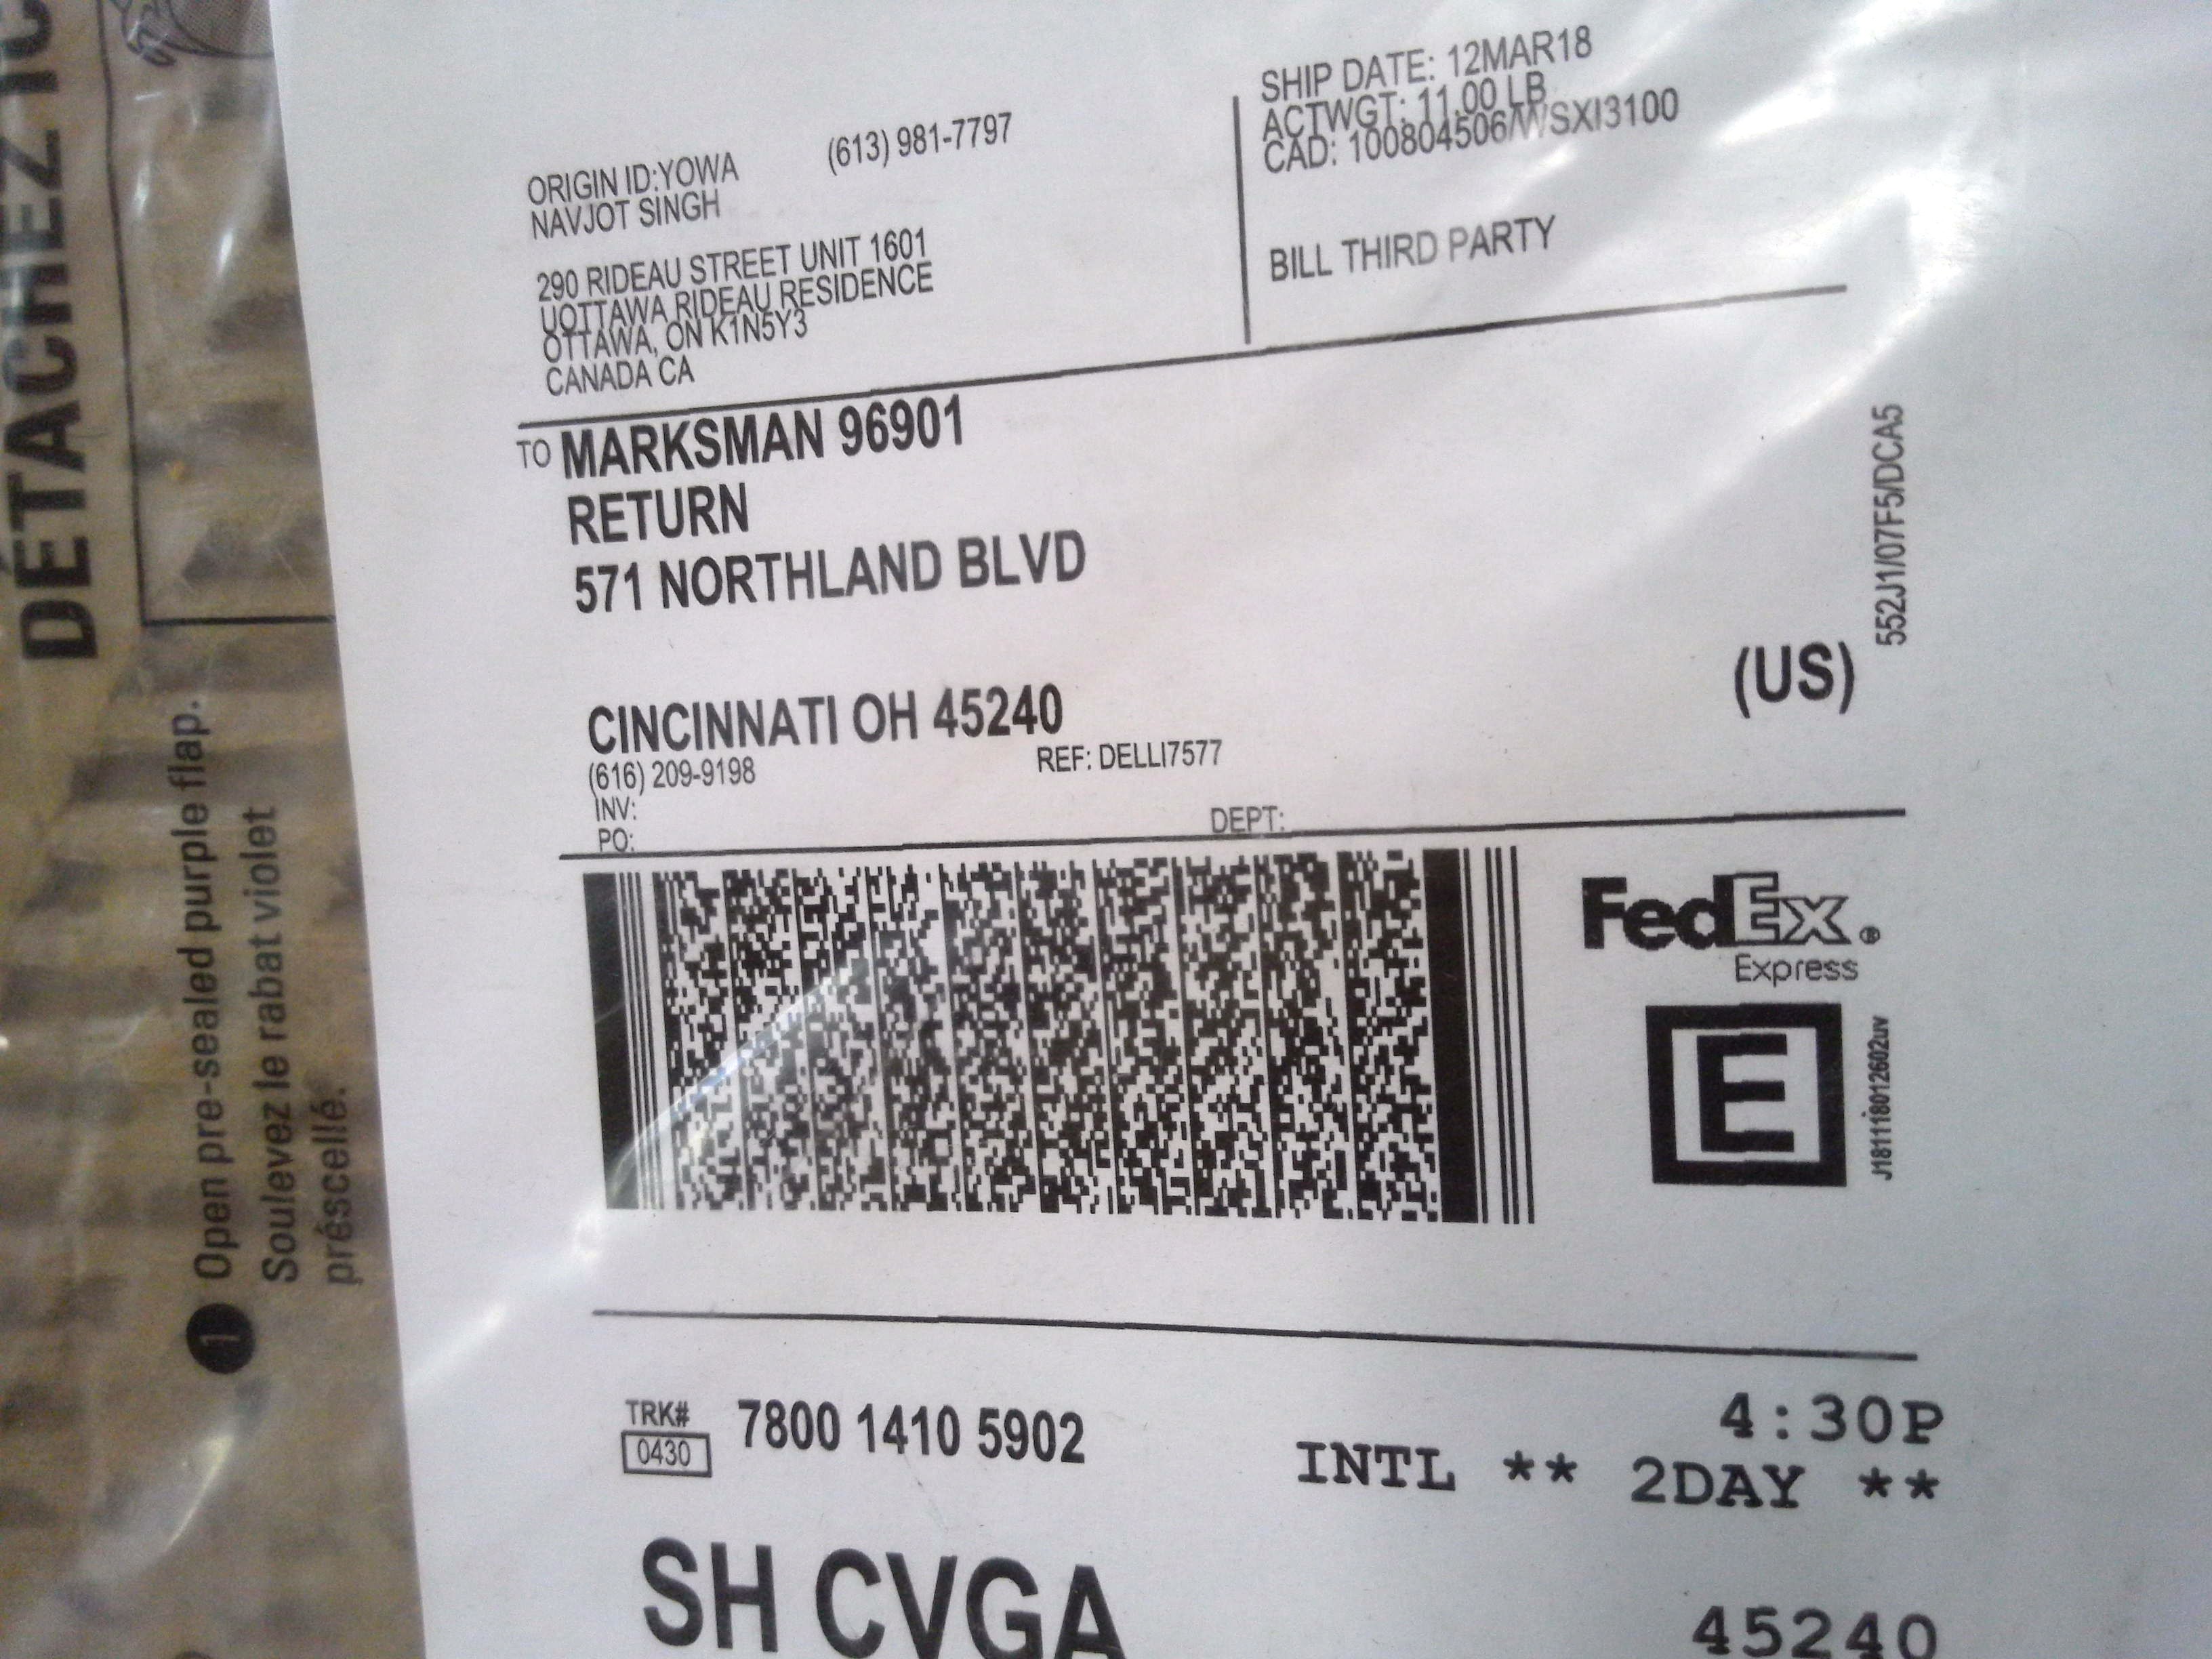 DETACHEZ IC
1 Open pre-sealed purple flap.
Soulevez le rabat violet
préscellé.
ORIGIN ID:YOWA (613) 981-7797
NAVJOT SINGH
290 RIDEAU STREET UNIT 1601
UOTTAWA RIDEAU RESIDENCE
OTTAWA, ON K1N5Y3
CANADA CA
SHIP DATE: 12MAR18
ACTWGT: 11.00 LB
CAD: 100804506/WSXI3100
BILL THIRD PARTY
TO MARKSMAN 96901
RETURN
571 NORTHLAND BLVD
CINCINNATI OH 45240
(US)
(616) 209-9198 REF: DELLI7577
INV:
PO: DEPT:
552J1/07F5/DCA5
FedEx®
Express
E
J181118012602uv
TRK# 7800 1410 5902
0430
4:30P
INTL ** 2DAY **
SH CVGA
45240